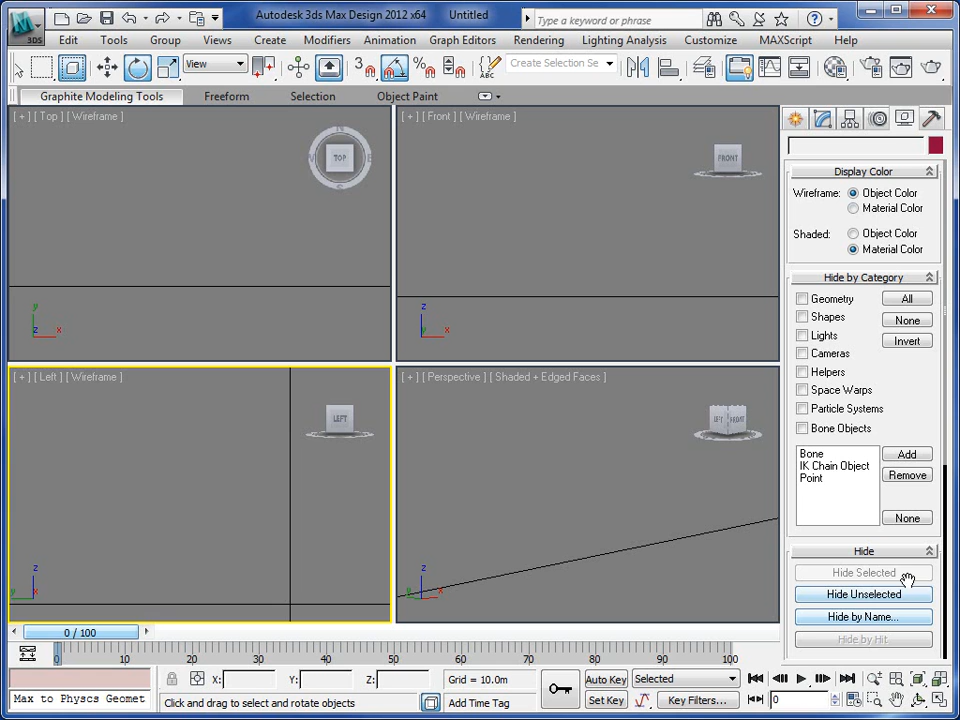 Autodesk 3ds Max Design 2012 x64 Untitled
Type a keyword or phrase
3DS
Edit Tools Group Views Create Modifiers Animation Graph Editors Rendering Lighting Analysis Customize MAXScript Help
View
3
Create Selection Se
ABC
Graphite Modeling Tools Freeform Selection Object Paint
[ + ] [ Top ] [ Wireframe ]
N
TOP
E
S
y
z x
[ + ] [ Front ] [ Wireframe ]
FRONT
z
y x
[ + ] [ Left ] [ Wireframe ]
LEFT
z
y x
[ + ] [ Perspective ] [ Shaded + Edged Faces ]
LEFT FRONT
z
y x
Display Color
Wireframe: Object Color
Material Color
Shaded: Object Color
Material Color
Hide by Category
Geometry All
Shapes None
Lights Invert
Cameras
Helpers
Space Warps
Particle Systems
Bone Objects
Bone Add
IK Chain Object Remove
Point
None
Hide
Hide Selected
Hide Unselected
Hide by Name...
Hide by Hit
0 / 100
0 10 20 30 40 50 60 70 80 90 100
X: Y: Z: Grid = 10.0m Auto Key Selected
Max to Physcs Geomet Click and drag to select and rotate objects Add Time Tag Set Key Key Filters... 0